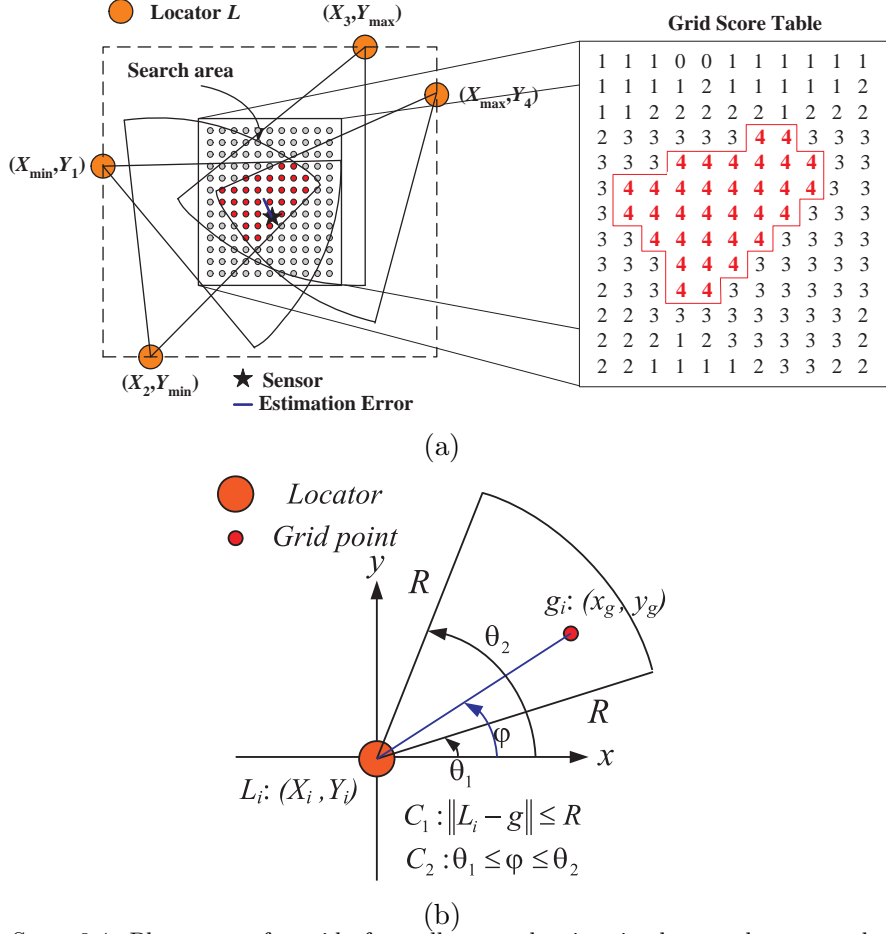 Locator L
(X3,Ymax)
Grid Score Table
Search area
(Xmax,Y4)
(Xmin,Y1)
(X2,Ymin)
Sensor
Estimation Error
1 1 1 0 0 1 1 1 1 1 1
1 1 1 1 2 1 1 1 1 1 2
1 1 2 2 2 2 2 1 2 2 2
2 3 3 3 3 3 4 4 3 3 3
3 3 3 4 4 4 4 4 4 3 3
3 4 4 4 4 4 4 4 4 3 3
3 4 4 4 4 4 4 4 3 3 3
3 3 4 4 4 4 4 3 3 3 3
3 3 3 4 4 4 3 3 3 3 3
2 3 3 4 4 3 3 3 3 3 3
2 2 3 3 3 3 3 3 3 3 2
2 2 2 1 2 3 3 3 3 2 2
2 2 1 1 1 1 2 3 3 2 2
(a)
Locator
Grid point
y
R
gi: (xg, yg)
θ2
R
φ
x
θ1
Li: (Xi, Yi)
C1 : ||Li − g|| ≤ R
C2 : θ1 ≤ φ ≤ θ2
(b)